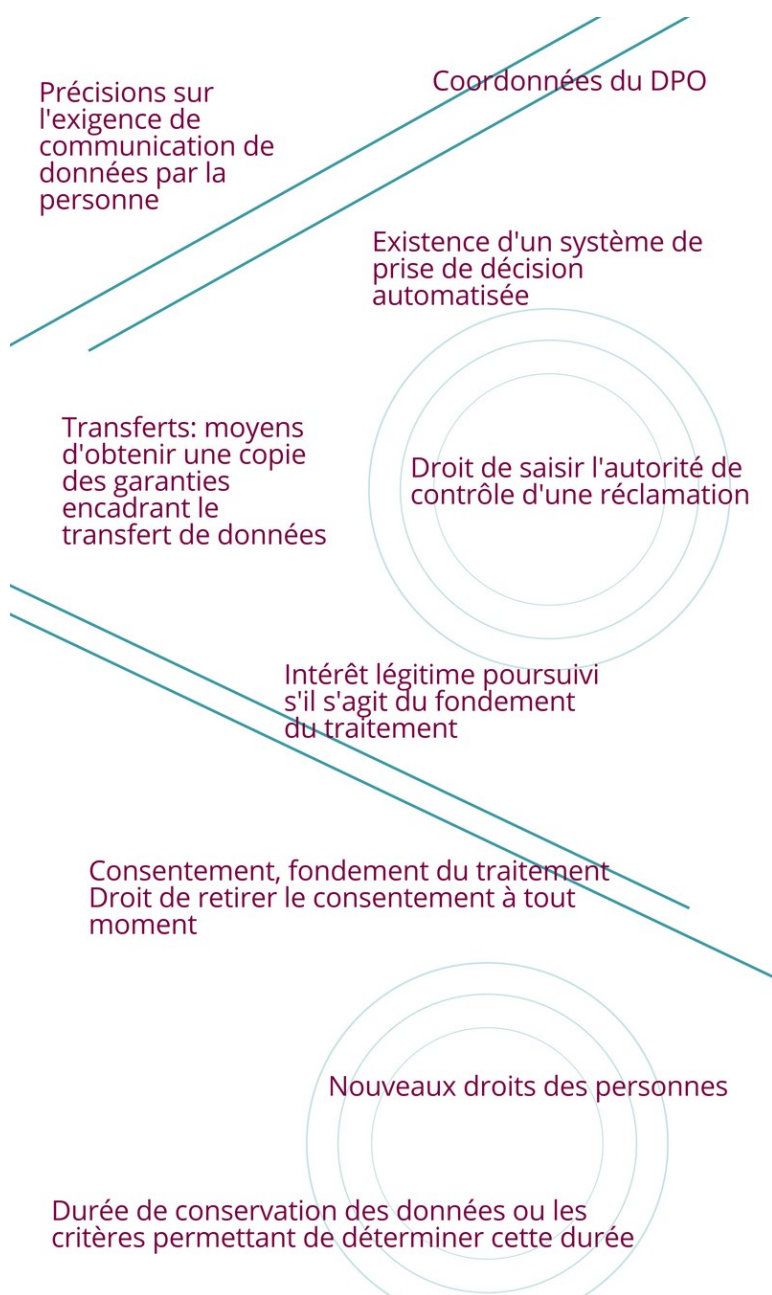 Coordonnées du DPO
Précisions sur
l'exigence de
communication de
données par la
personne
Existence d'un système de
prise de décision
automatisée
Transferts: moyens
d'obtenir une copie
des garanties
encadrant le
transfert de données
Droit de saisir l'autorité de
contrôle d'une réclamation
Intérêt légitime poursuivi
s'il s'agit du fondement
du traitement
Consentement, fondement du traitement
Droit de retirer le consentement à tout
moment
Nouveaux droits des personnes
Durée de conservation des données ou les
critères permettant de déterminer cette durée